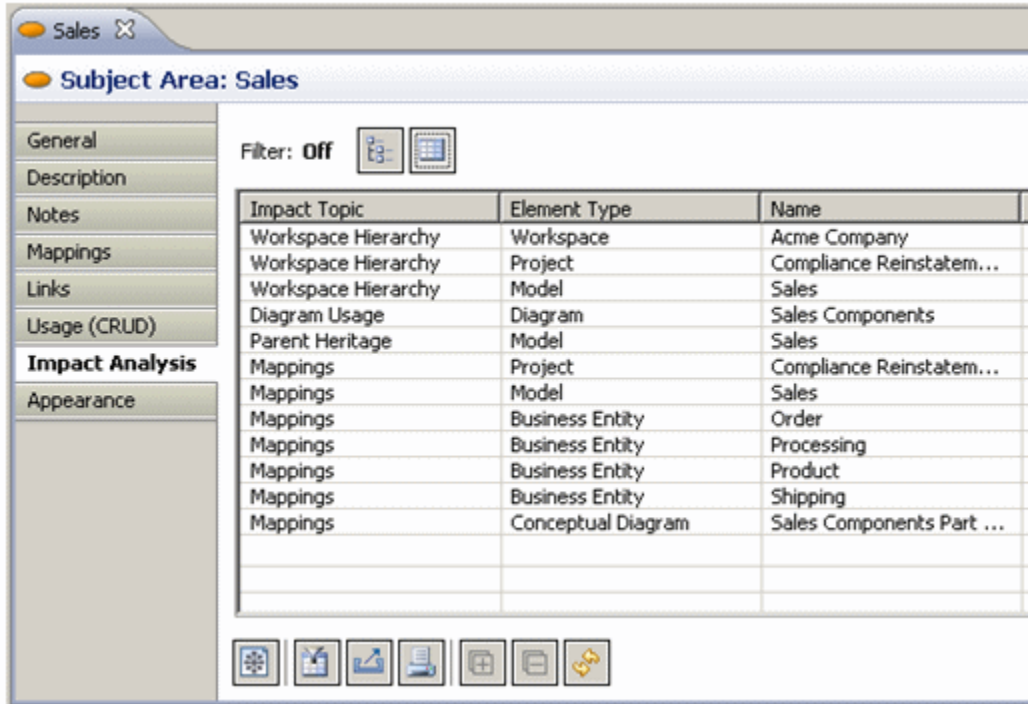 Sales
Subject Area: Sales
General
Description
Notes
Mappings
Links
Usage (CRUD)
Impact Analysis
Appearance
Filter: Off
Impact Topic Element Type Name
Workspace Hierarchy Workspace Acme Company
Workspace Hierarchy Project Compliance Reinstatem...
Workspace Hierarchy Model Sales
Diagram Usage Diagram Sales Components
Parent Heritage Model Sales
Mappings Project Compliance Reinstatem...
Mappings Model Sales
Mappings Business Entity Order
Mappings Business Entity Processing
Mappings Business Entity Product
Mappings Business Entity Shipping
Mappings Conceptual Diagram Sales Components Part ...